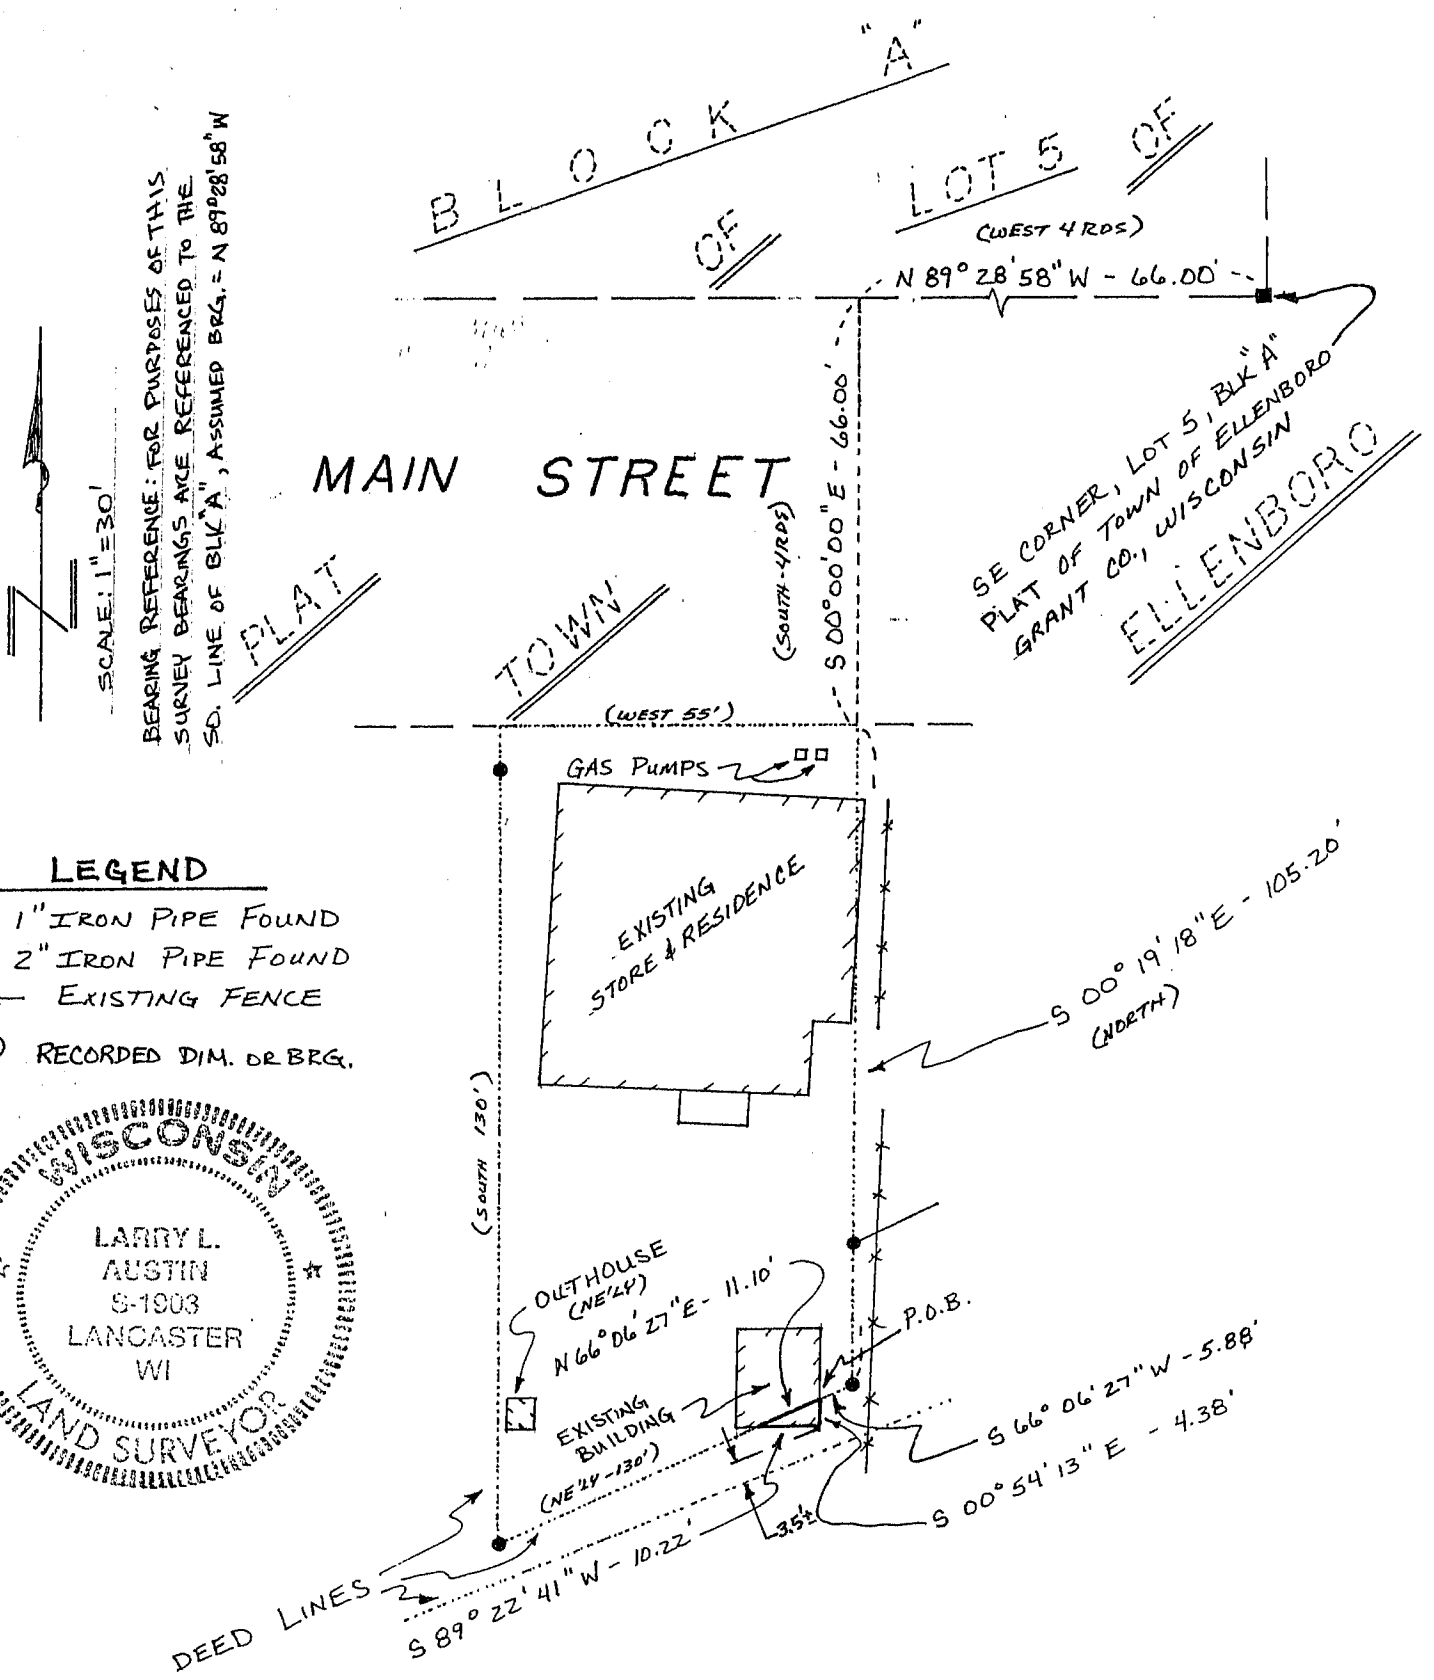 BLOCK "A"
OF LOT 5 OF
(WEST 4 RDS)
N 89° 28' 58" W - 66.00'
SCALE: 1" = 30'
BEARING REFERENCE: FOR PURPOSES OF THIS
SURVEY BEARINGS ARE REFERENCED TO THE
SO. LINE OF BLK "A", ASSUMED BRG. = N 89°28'58" W
MAIN STREET
S 00°00'00" E - 66.00'
(SOUTH-4RDS)
SE CORNER, LOT 5, BLK "A"
PLAT OF TOWN OF ELLENBORO
GRANT CO., WISCONSIN
ELLENBORO
PLAT
TOWN
(WEST 55')
GAS PUMPS
EXISTING
STORE & RESIDENCE
LEGEND
1" IRON PIPE FOUND
2" IRON PIPE FOUND
EXISTING FENCE
) RECORDED DIM. OR BRG.
S 00° 19' 18" E - 105.20'
(NORTH)
(SOUTH 130')
WISCONSIN
LARRY L.
AUSTIN
S-1903
LANCASTER
WI
LAND SURVEYOR
OUTHOUSE
(NE'LY)
N 66° 06' 27" E - 11.10'
P.O.B.
EXISTING
BUILDING
(NE'LY-130')
S 66° 06' 27" W - 5.88'
S 00° 54' 13" E - 4.38'
3.5'±
S 89° 22' 41" W - 10.22'
DEED LINES